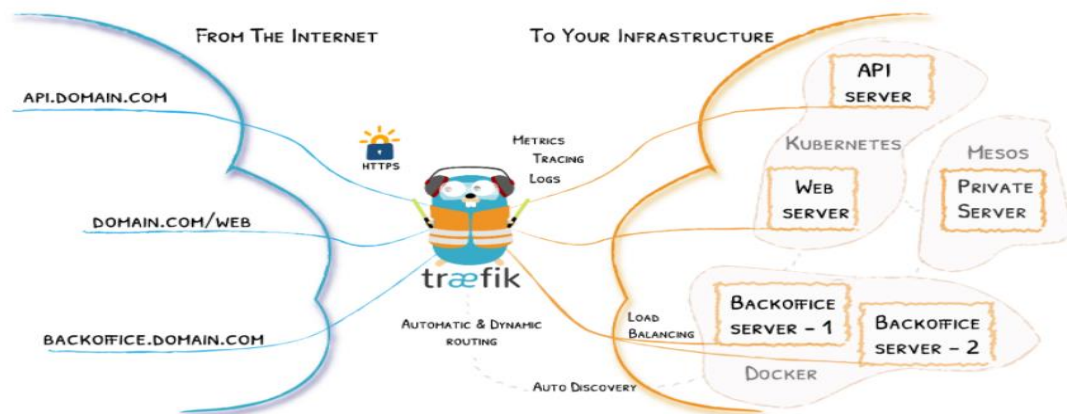 FROM THE INTERNET
TO YOUR INFRASTRUCTURE
API.DOMAIN.COM
DOMAIN.COM/WEB
BACKOFFICE.DOMAIN.COM
HTTPS
METRICS
TRACING
LOGS
træfik
AUTOMATIC & DYNAMIC
ROUTING
AUTO DISCOVERY
LOAD
BALANCING
API
SERVER
KUBERNETES
WEB
SERVER
MESOS
PRIVATE
SERVER
BACKOFFICE
SERVER - 1
BACKOFFICE
SERVER - 2
DOCKER